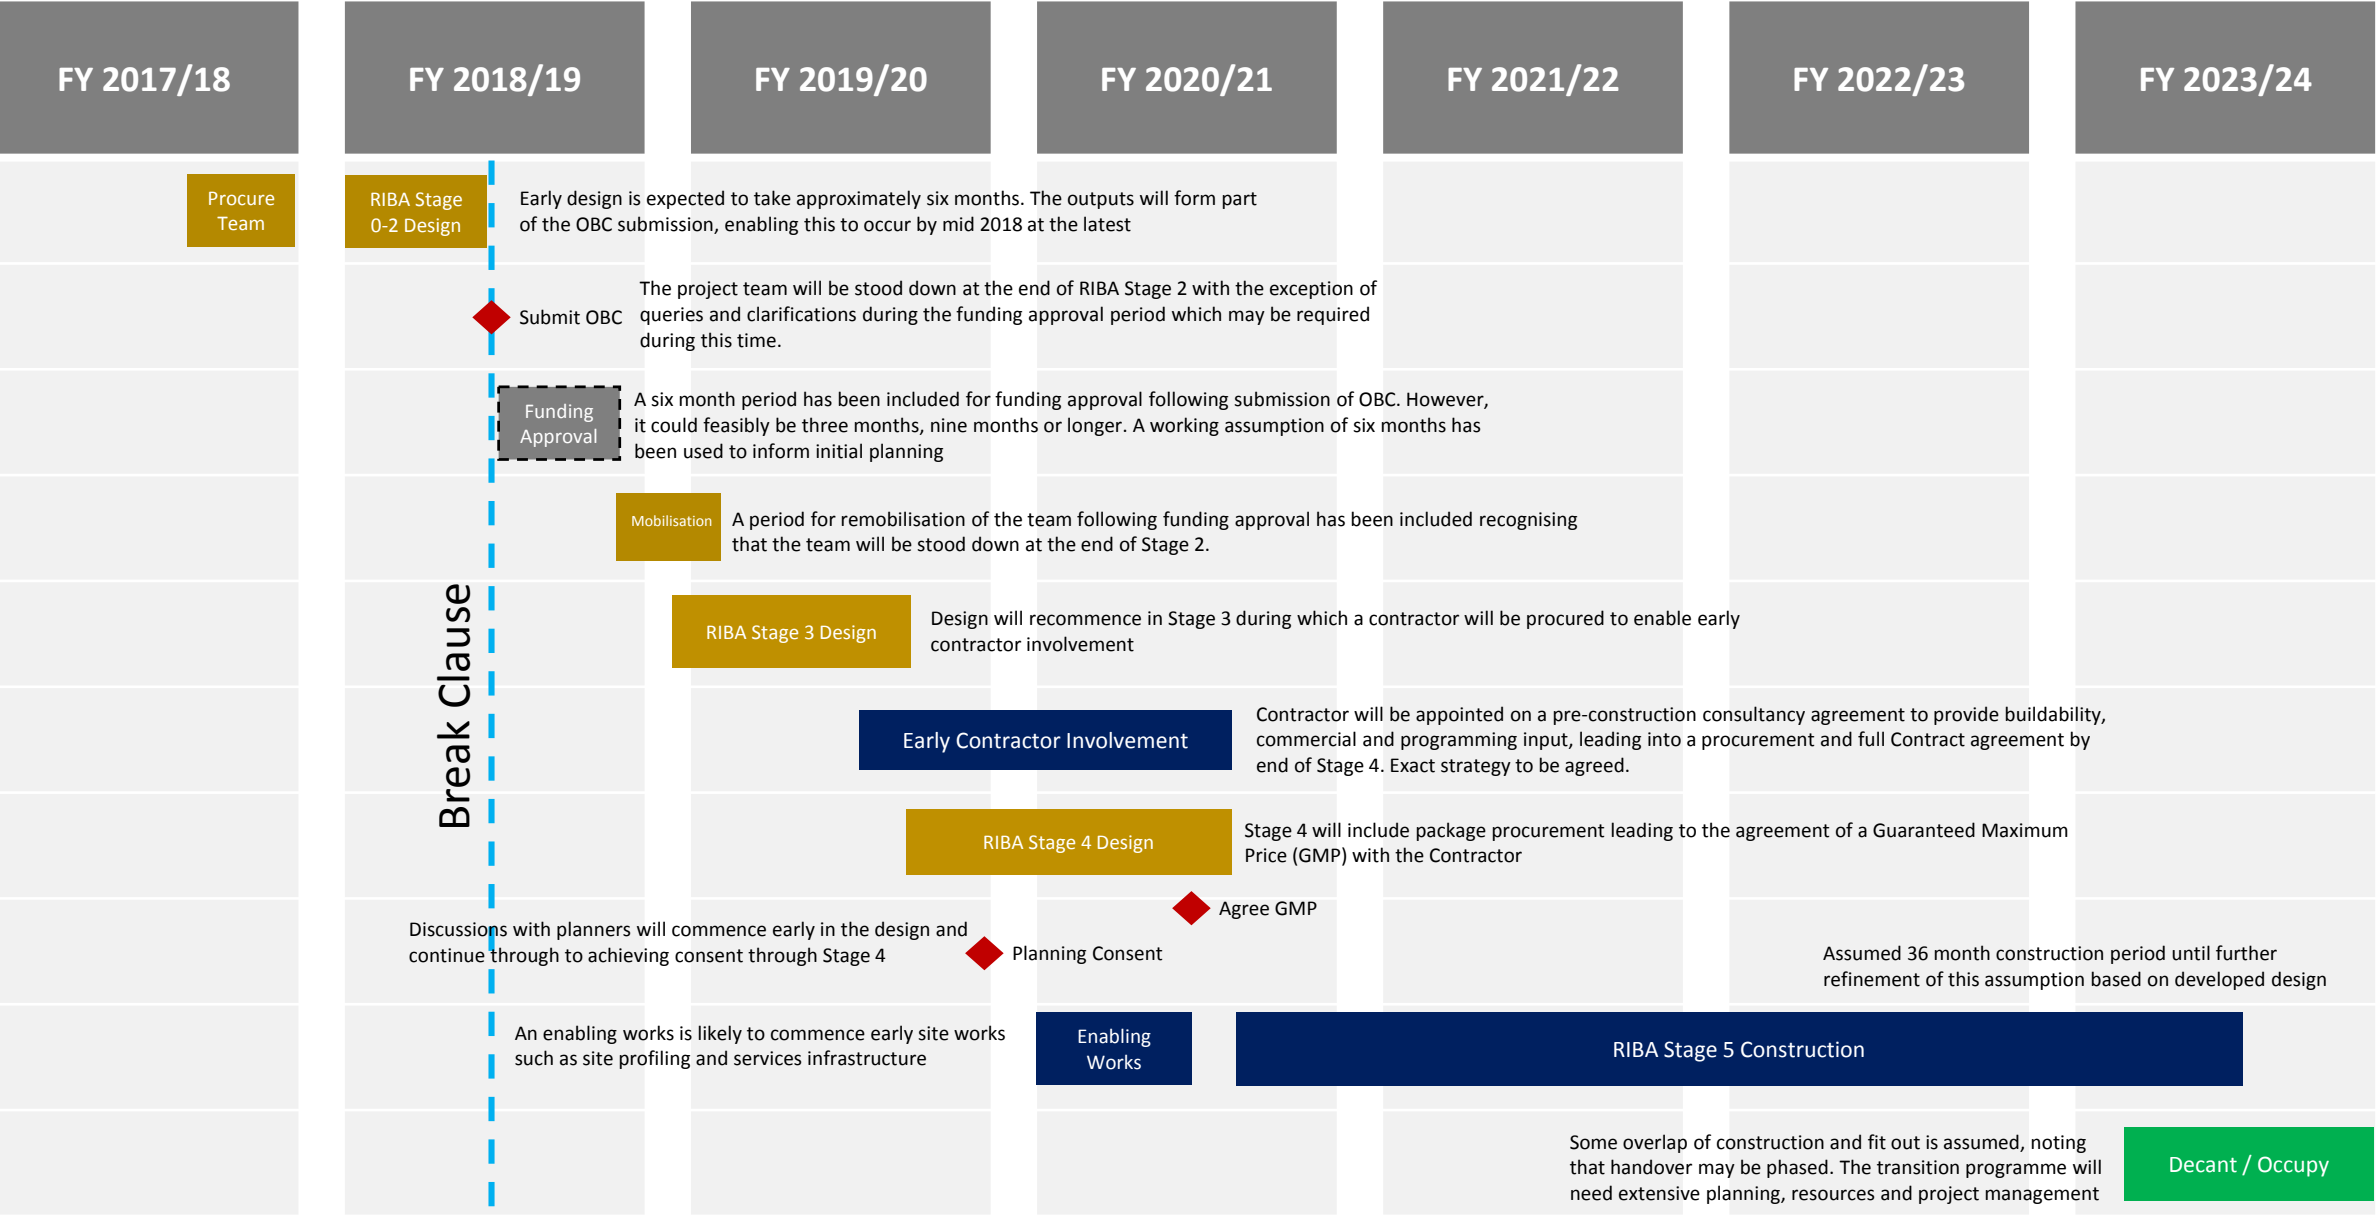 FY 2017/18
FY 2018/19
FY 2019/20
FY 2020/21
FY 2021/22
FY 2022/23
FY 2023/24
Procure
Team
RIBA Stage
0-2 Design
Early design is expected to take approximately six months. The outputs will form part
of the OBC submission, enabling this to occur by mid 2018 at the latest
Submit OBC
The project team will be stood down at the end of RIBA Stage 2 with the exception of
queries and clarifications during the funding approval period which may be required
during this time.
Funding
Approval
A six month period has been included for funding approval following submission of OBC. However,
it could feasibly be three months, nine months or longer. A working assumption of six months has
been used to inform initial planning
Mobilisation
A period for remobilisation of the team following funding approval has been included recognising
that the team will be stood down at the end of Stage 2.
Break Clause
RIBA Stage 3 Design
Design will recommence in Stage 3 during which a contractor will be procured to enable early
contractor involvement
Early Contractor Involvement
Contractor will be appointed on a pre-construction consultancy agreement to provide buildability,
commercial and programming input, leading into a procurement and full Contract agreement by
end of Stage 4. Exact strategy to be agreed.
RIBA Stage 4 Design
Stage 4 will include package procurement leading to the agreement of a Guaranteed Maximum
Price (GMP) with the Contractor
Agree GMP
Discussions with planners will commence early in the design and
continue through to achieving consent through Stage 4
Planning Consent
Assumed 36 month construction period until further
refinement of this assumption based on developed design
An enabling works is likely to commence early site works
such as site profiling and services infrastructure
Enabling
Works
RIBA Stage 5 Construction
Some overlap of construction and fit out is assumed, noting
that handover may be phased. The transition programme will
need extensive planning, resources and project management
Decant / Occupy